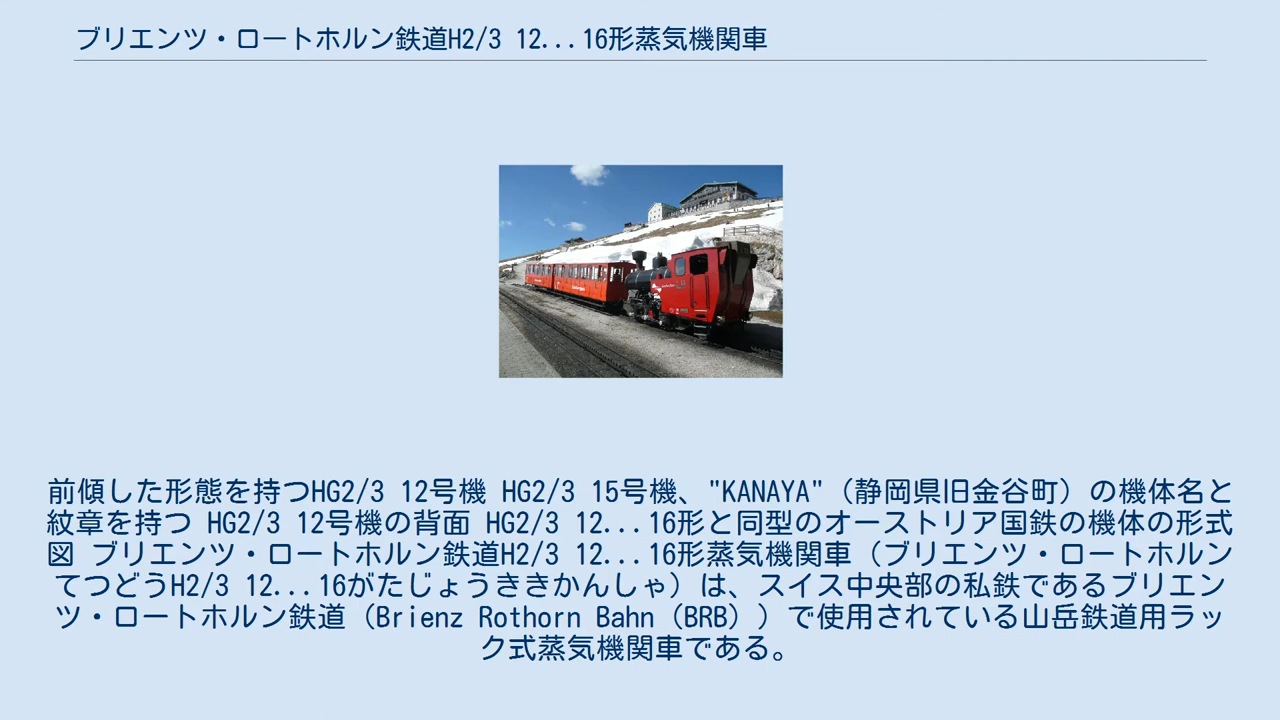 ブリエンツ・ロートホルン鉄道H2/3 12...16形蒸気機関車
前傾した形態を持つHG2/3 12号機 HG2/3 15号機、"KANAYA"（静岡県旧金谷町）の機体名と
紋章を持つ HG2/3 12号機の背面 HG2/3 12...16形と同型のオーストリア国鉄の機体の形式
図 ブリエンツ・ロートホルン鉄道H2/3 12...16形蒸気機関車（ブリエンツ・ロートホルン
てつどうH2/3 12...16がたじょうききかんしゃ）は、スイス中央部の私鉄であるブリエン
ツ・ロートホルン鉄道（Brienz Rothorn Bahn（BRB））で使用されている山岳鉄道用ラッ
ク式蒸気機関車である。